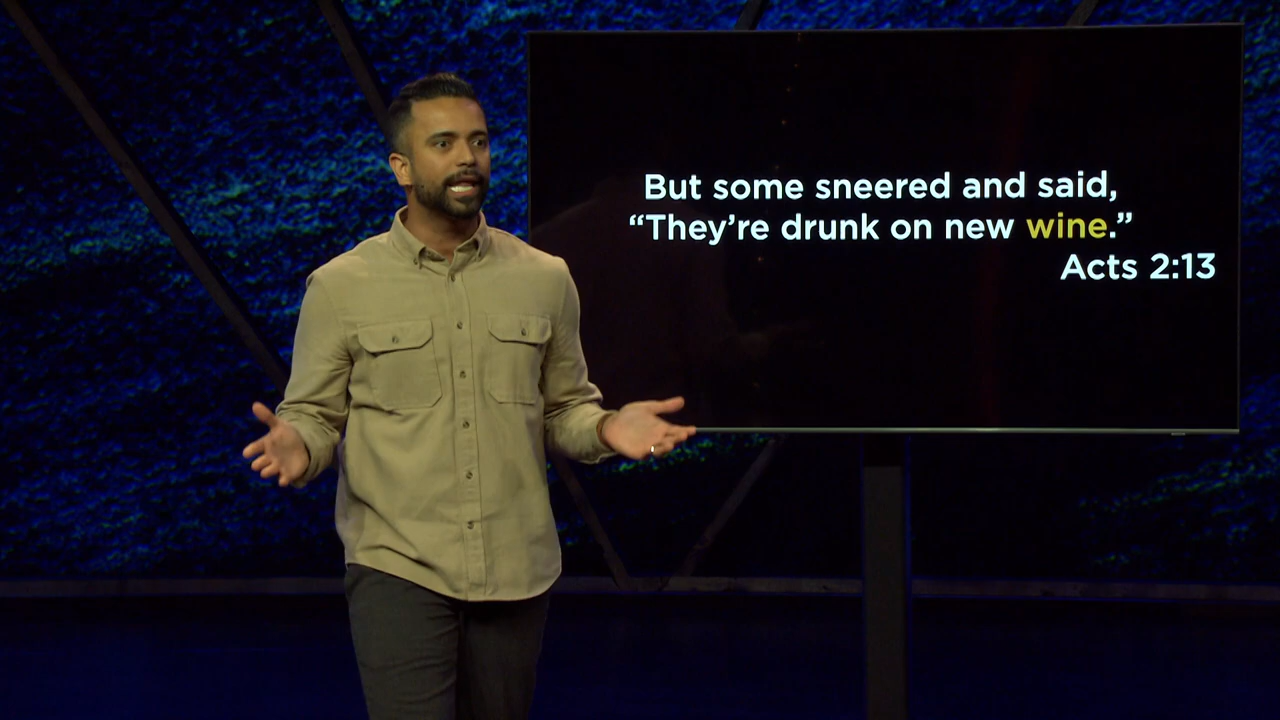 But some sneered and said,
“They’re drunk on new wine.”
Acts 2:13